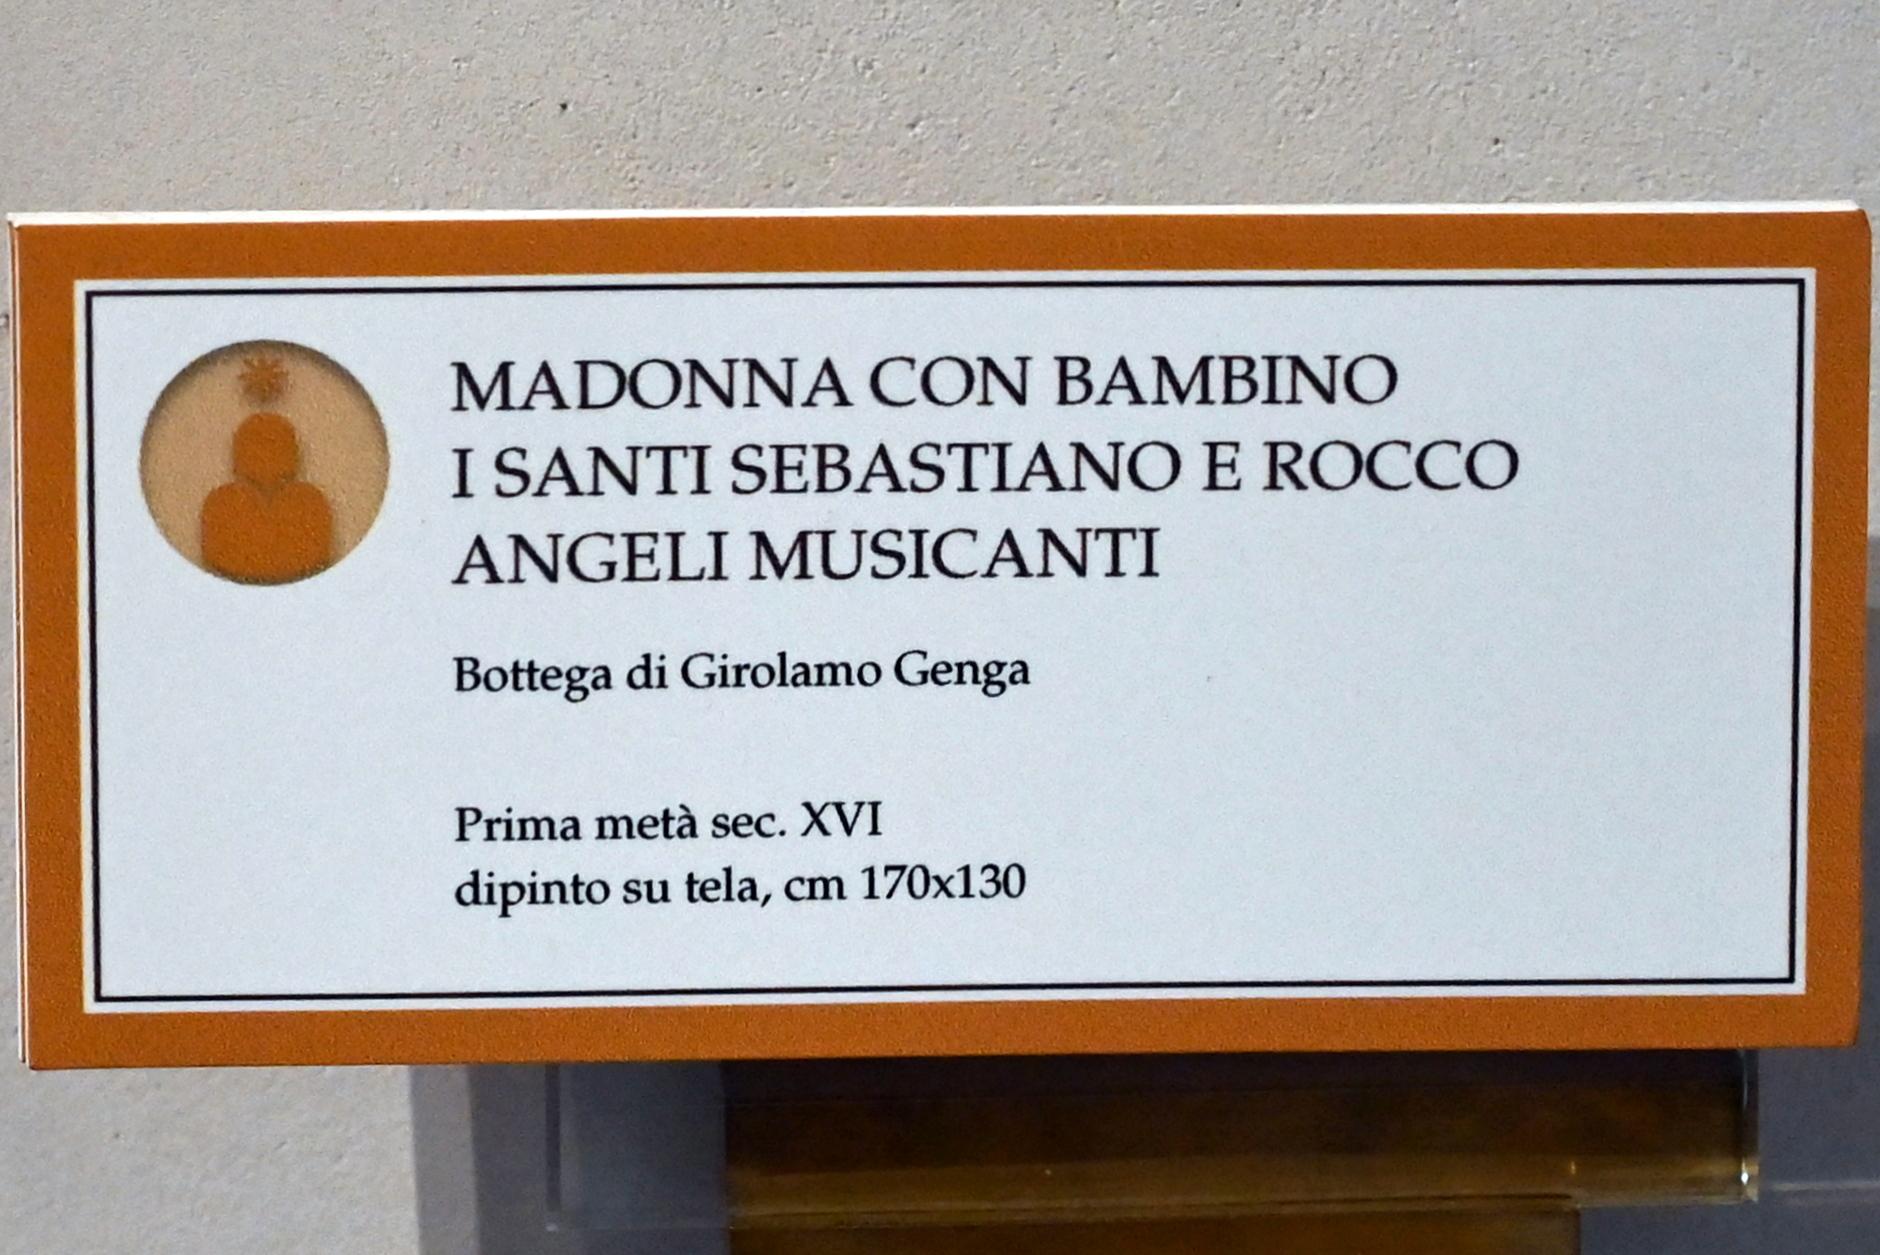 MADONNA CON BAMBINO
I SANTI SEBASTIANO E ROCCO
ANGELI MUSICANTI
Bottega di Girolamo Genga
Prima metà sec. XVI
dipinto su tela, cm 170x130